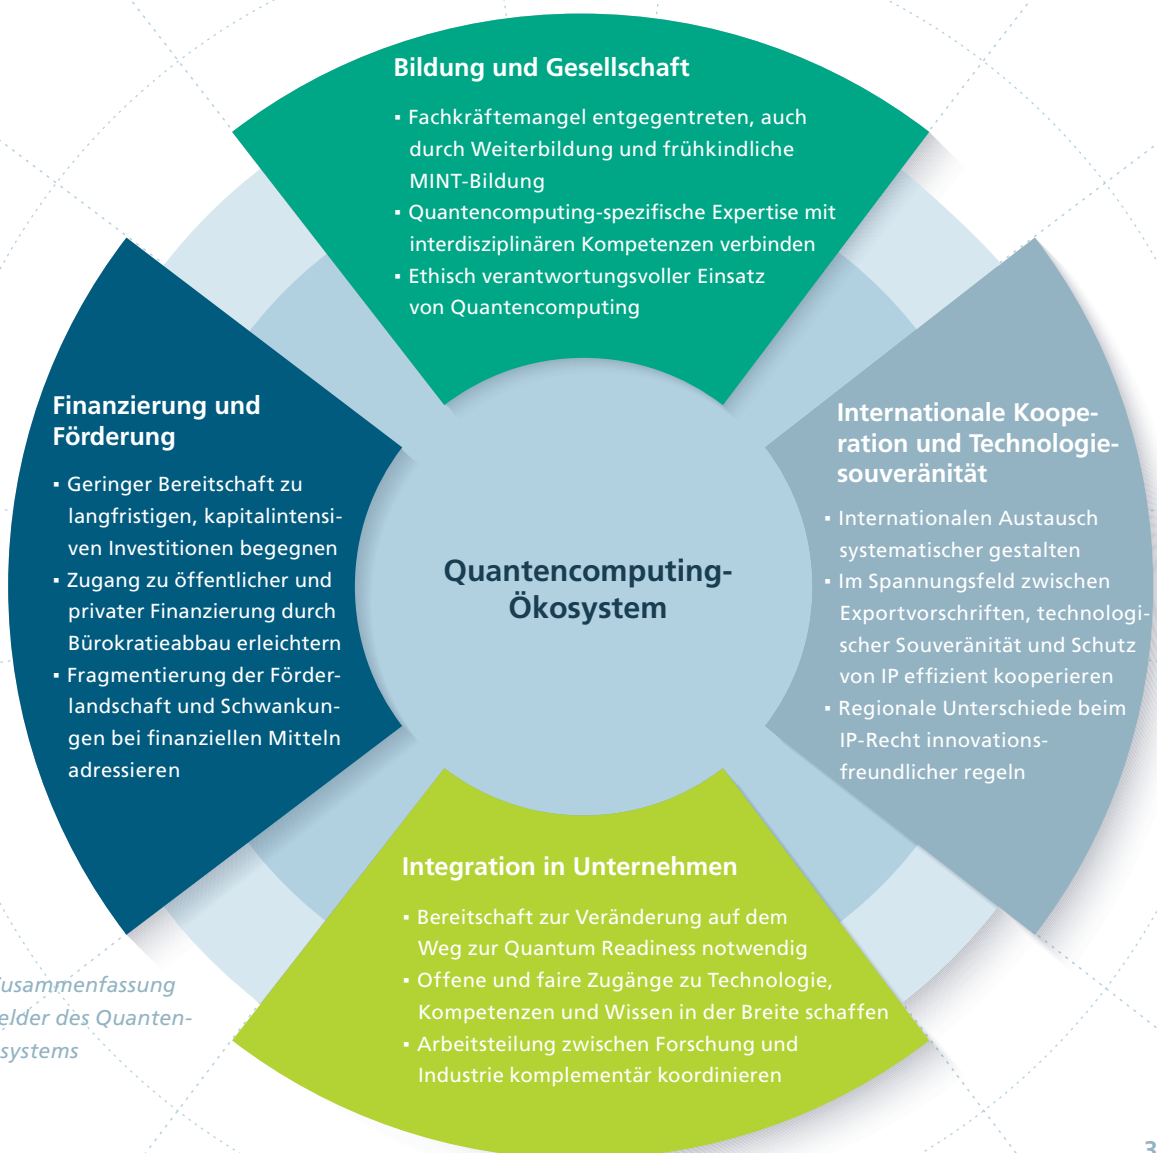 Bildung und Gesellschaft
▪ Fachkräftemangel entgegentreten, auch
durch Weiterbildung und frühkindliche
MINT-Bildung
▪ Quantencomputing-spezifische Expertise mit
interdisziplinären Kompetenzen verbinden
▪ Ethisch verantwortungsvoller Einsatz
von Quantencomputing
Finanzierung und
Förderung
▪ Geringer Bereitschaft zu
langfristigen, kapitalintensi-
ven Investitionen begegnen
▪ Zugang zu öffentlicher und
privater Finanzierung durch
Bürokratieabbau erleichtern
▪ Fragmentierung der Förder-
landschaft und Schwankun-
gen bei finanziellen Mitteln
adressieren
Quantencomputing-
Ökosystem
Internationale Koope-
ration und Technologie-
souveränität
▪ Internationalen Austausch
systematischer gestalten
▪ Im Spannungsfeld zwischen
Exportvorschriften, technologi-
scher Souveränität und Schutz
von IP effizient kooperieren
▪ Regionale Unterschiede beim
IP-Recht innovations-
freundlicher regeln
Integration in Unternehmen
▪ Bereitschaft zur Veränderung auf dem
Weg zur Quantum Readiness notwendig
▪ Offene und faire Zugänge zu Technologie,
Kompetenzen und Wissen in der Breite schaffen
▪ Arbeitsteilung zwischen Forschung und
Industrie komplementär koordinieren
usammenfassung
elder des Quanten-
systems
3